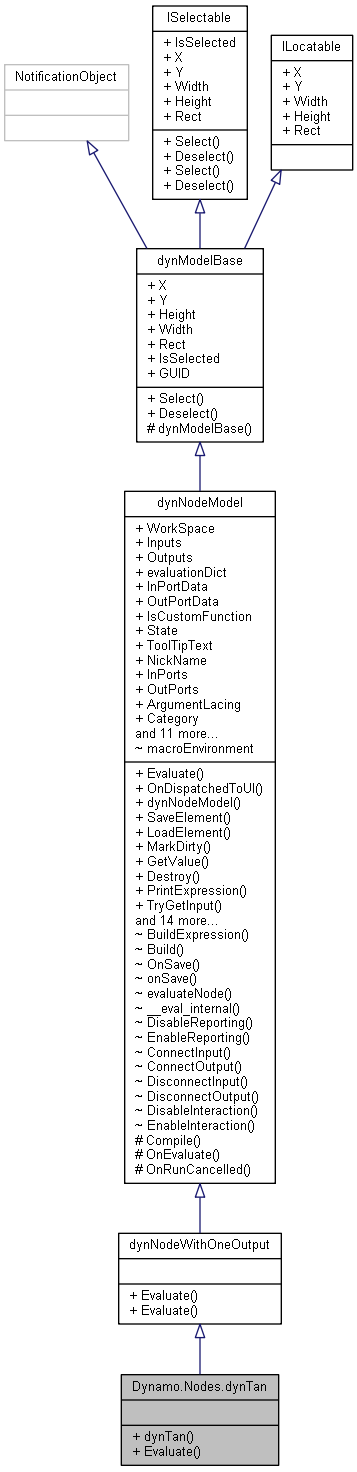 ISelectable
+ IsSelected
+ X
+ Y
+ Width
+ Height
+ Rect
+ Select()
+ Deselect()
+ Select()
+ Deselect()
ILocatable
+ X
+ Y
+ Width
+ Height
+ Rect
NotificationObject
dynModelBase
+ X
+ Y
+ Height
+ Width
+ Rect
+ IsSelected
+ GUID
+ Select()
+ Deselect()
# dynModelBase()
dynNodeModel
+ WorkSpace
+ Inputs
+ Outputs
+ evaluationDict
+ InPortData
+ OutPortData
+ IsCustomFunction
+ State
+ ToolTipText
+ NickName
+ InPorts
+ OutPorts
+ ArgumentLacing
+ Category
and 11 more...
~ macroEnvironment
+ Evaluate()
+ OnDispatchedToUI()
+ dynNodeModel()
+ SaveElement()
+ LoadElement()
+ MarkDirty()
+ GetValue()
+ Destroy()
+ PrintExpression()
+ TryGetInput()
and 14 more...
~ BuildExpression()
~ Build()
~ OnSave()
~ onSave()
~ evaluateNode()
~ __eval_internal()
~ DisableReporting()
~ EnableReporting()
~ ConnectInput()
~ ConnectOutput()
~ DisconnectInput()
~ DisconnectOutput()
~ DisableInteraction()
~ EnableInteraction()
# Compile()
# OnEvaluate()
# OnRunCancelled()
dynNodeWithOneOutput
+ Evaluate()
+ Evaluate()
Dynamo.Nodes.dynTan
+ dynTan()
+ Evaluate()